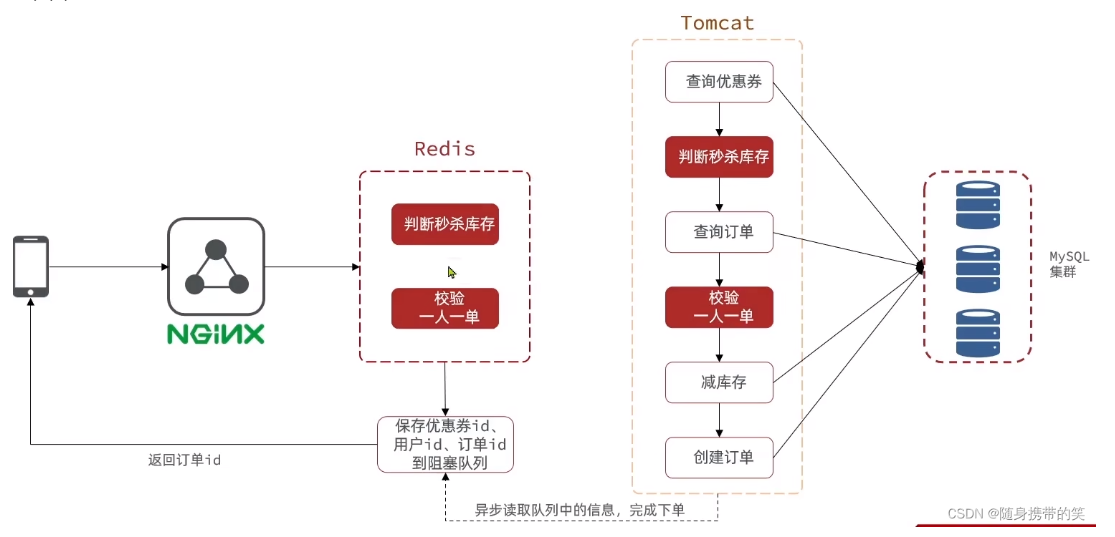 Tomcat
查询优惠券
判断秒杀库存
查询订单
校验
一人一单
减库存
创建订单
Redis
判断秒杀库存
校验
一人一单
NGINX
MySQL
集群
保存优惠券id、
用户id、订单id
到阻塞队列
返回订单id
异步读取队列中的信息，完成下单
CSDN @随身携带的笑